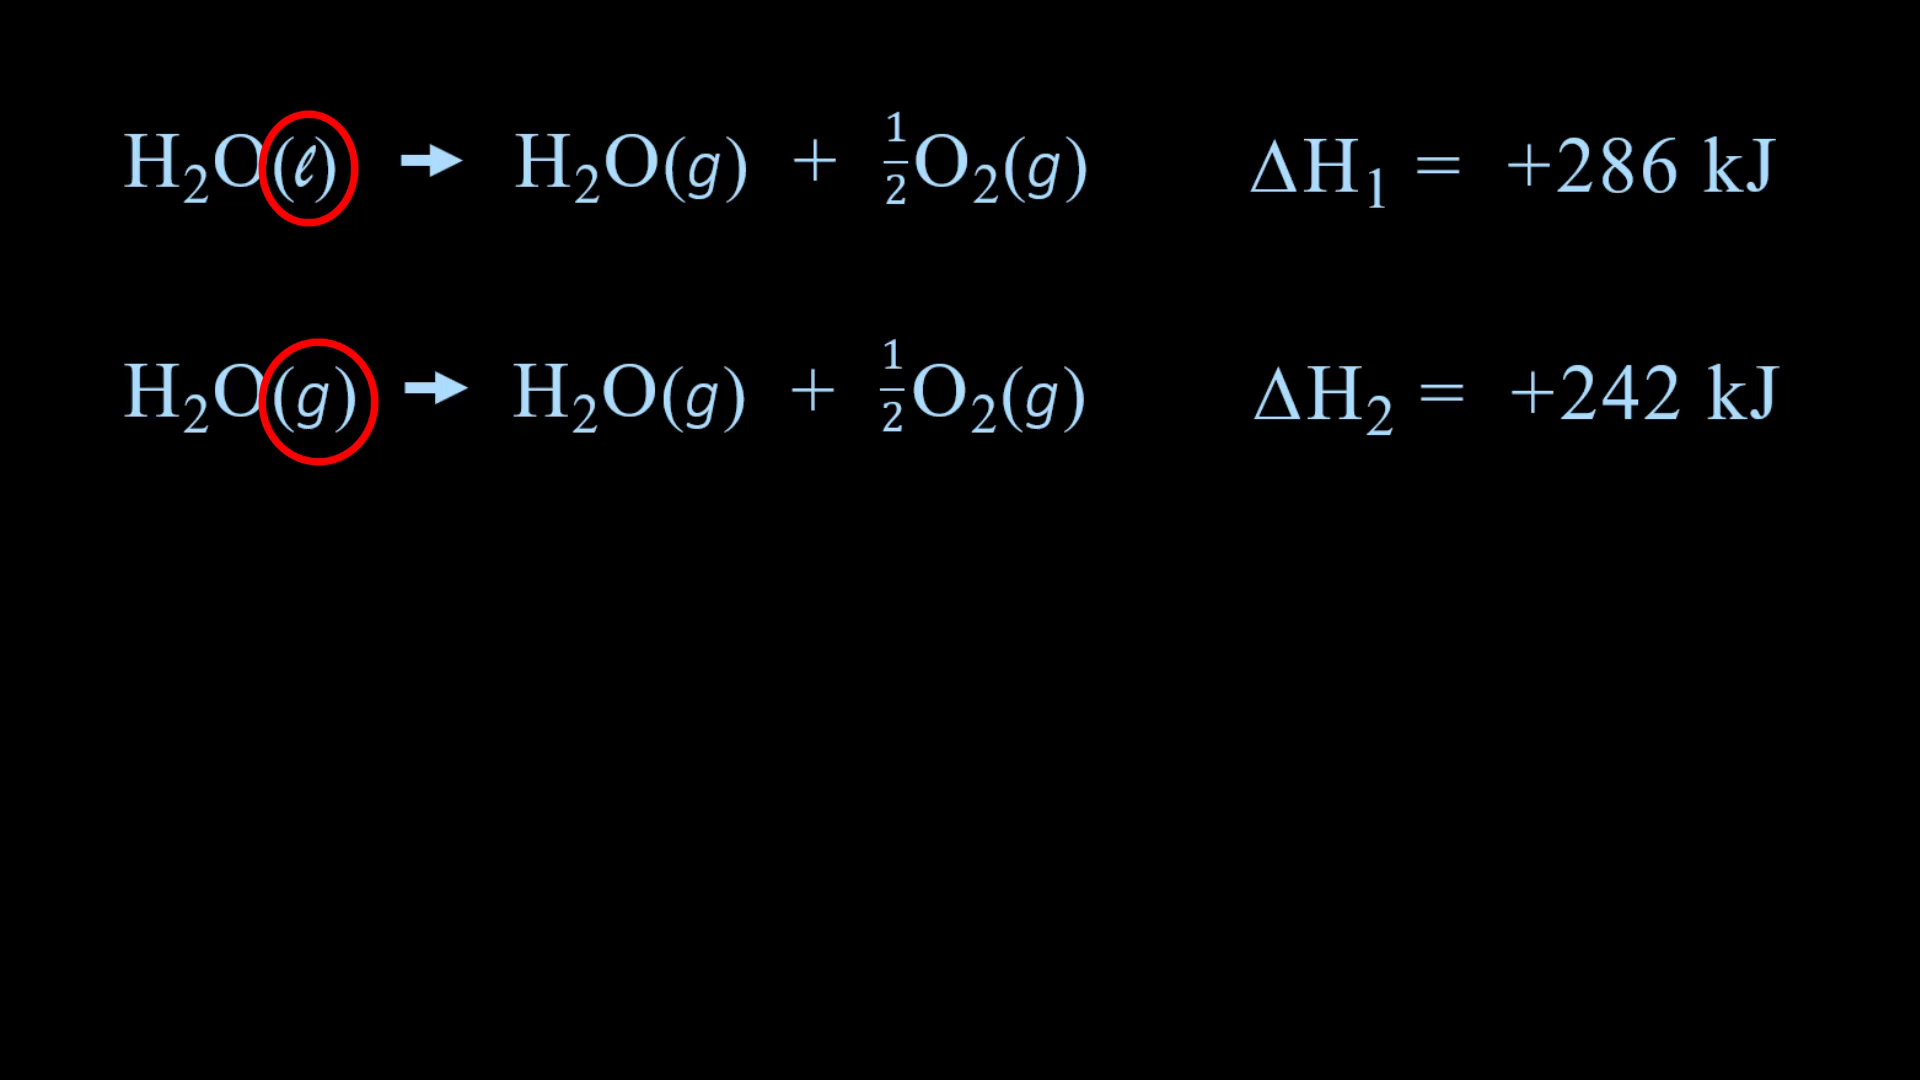 H₂O(ℓ) → H₂O(g) + ½O₂(g) ΔH₁ = +286 kJ
H₂O(g) → H₂O(g) + ½O₂(g) ΔH₂ = +242 kJ